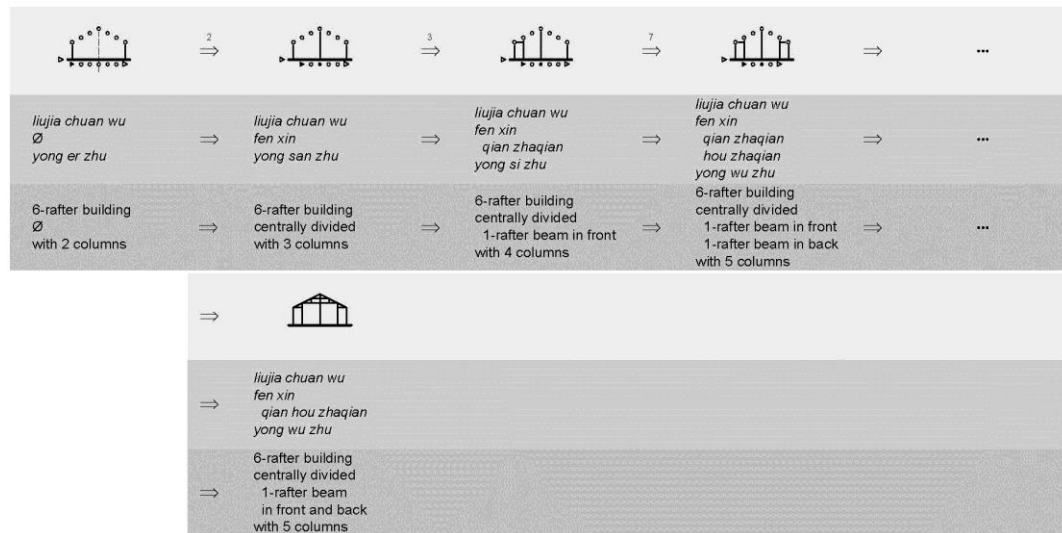 2 ⇒ 3 ⇒ 7 ⇒ ⇒ ...
liujia chuan wu
Ø
yong er zhu
⇒
liujia chuan wu
fen xin
yong san zhu
⇒
liujia chuan wu
fen xin
qian zhaqian
yong si zhu
⇒
liujia chuan wu
fen xin
qian zhaqian
hou zhaqian
yong wu zhu
⇒
...
6-rafter building
Ø
with 2 columns
⇒
6-rafter building
centrally divided
with 3 columns
⇒
6-rafter building
centrally divided
1-rafter beam in front
with 4 columns
⇒
6-rafter building
centrally divided
1-rafter beam in front
1-rafter beam in back
with 5 columns
⇒
...
⇒
⇒
liujia chuan wu
fen xin
qian hou zhaqian
yong wu zhu
⇒
6-rafter building
centrally divided
1-rafter beam
in front and back
with 5 columns